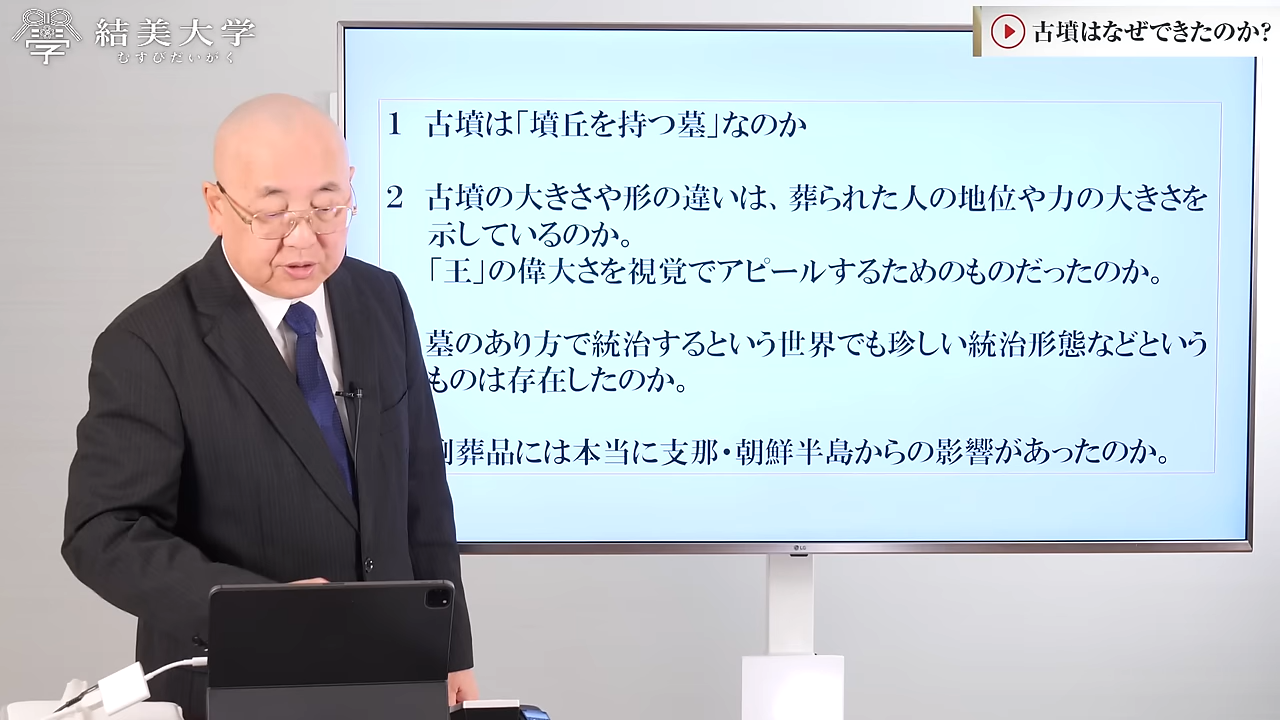 結美大学
むすびだいがく
古墳はなぜできたのか?
1 古墳は「墳丘を持つ墓」なのか
2 古墳の大きさや形の違いは、葬られた人の地位や力の大きさを
示しているのか。
「王」の偉大さを視覚でアピールするためのものだったのか。
墓のあり方で統治するという世界でも珍しい統治形態などという
ものは存在したのか。
葬品には本当に支那・朝鮮半島からの影響があったのか。
LG